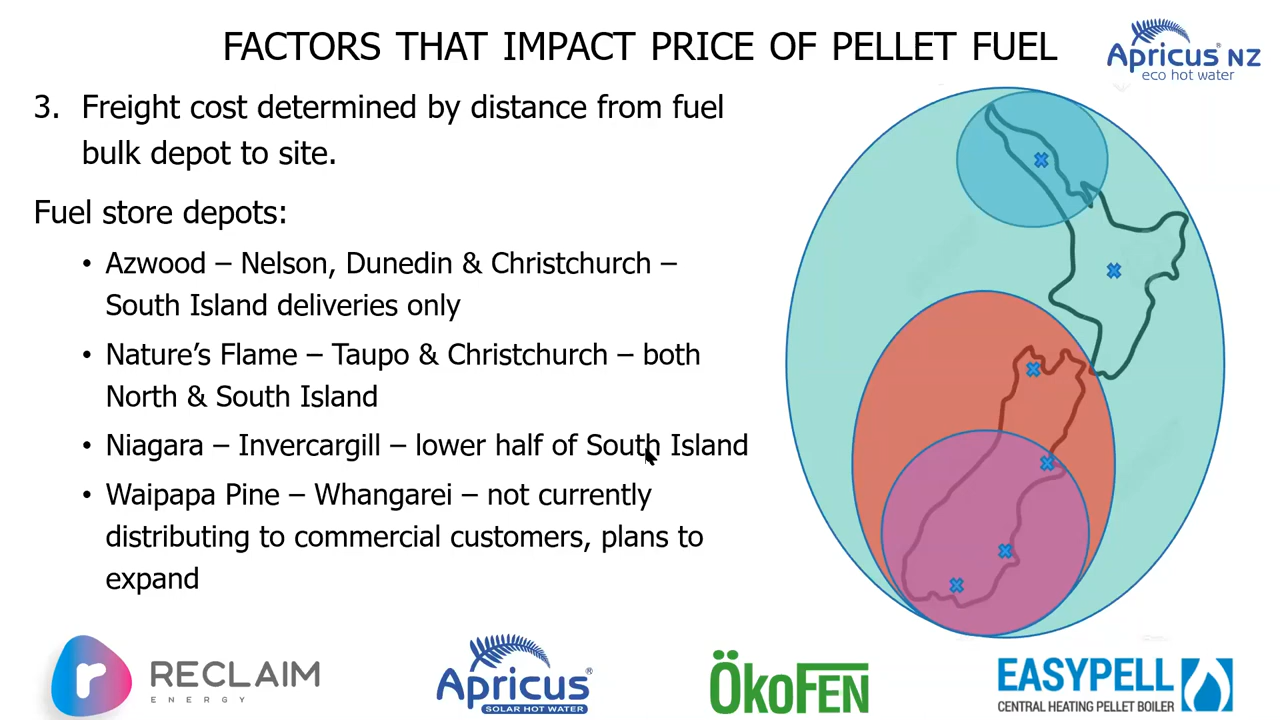 FACTORS THAT IMPACT PRICE OF PELLET FUEL
Apricus® NZ
eco hot water
3. Freight cost determined by distance from fuel
bulk depot to site.
Fuel store depots:
• Azwood – Nelson, Dunedin & Christchurch –
South Island deliveries only
• Nature’s Flame – Taupo & Christchurch – both
North & South Island
• Niagara – Invercargill – lower half of South Island
• Waipapa Pine – Whangarei – not currently
distributing to commercial customers, plans to
expand
r RECLAIM
ENERGY
Apricus®
SOLAR HOT WATER
ÖkoFEN
EASYPELL
CENTRAL HEATING PELLET BOILER